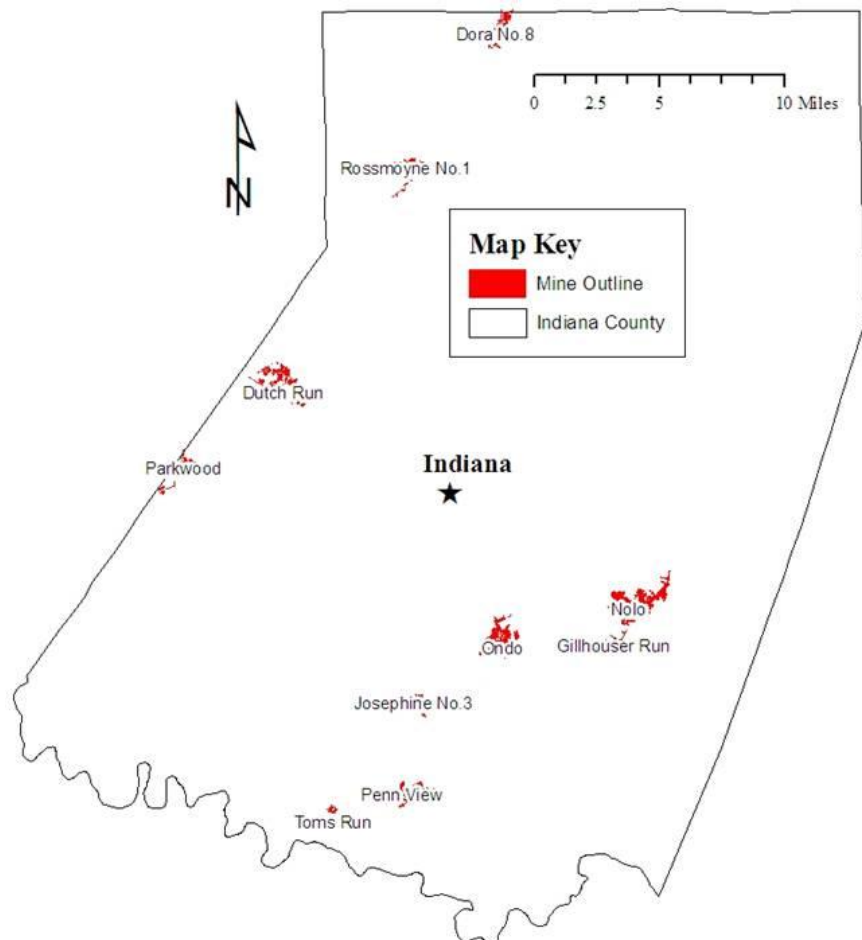 Dora No.8
0 2.5 5 10 Miles
Rossmoyne No.1
N
Map Key
Mine Outline
Indiana County
Dutch Run
Parkwood
Indiana
Nolo
Ondo
Gillhouser Run
Josephine No.3
Penn View
Toms Run